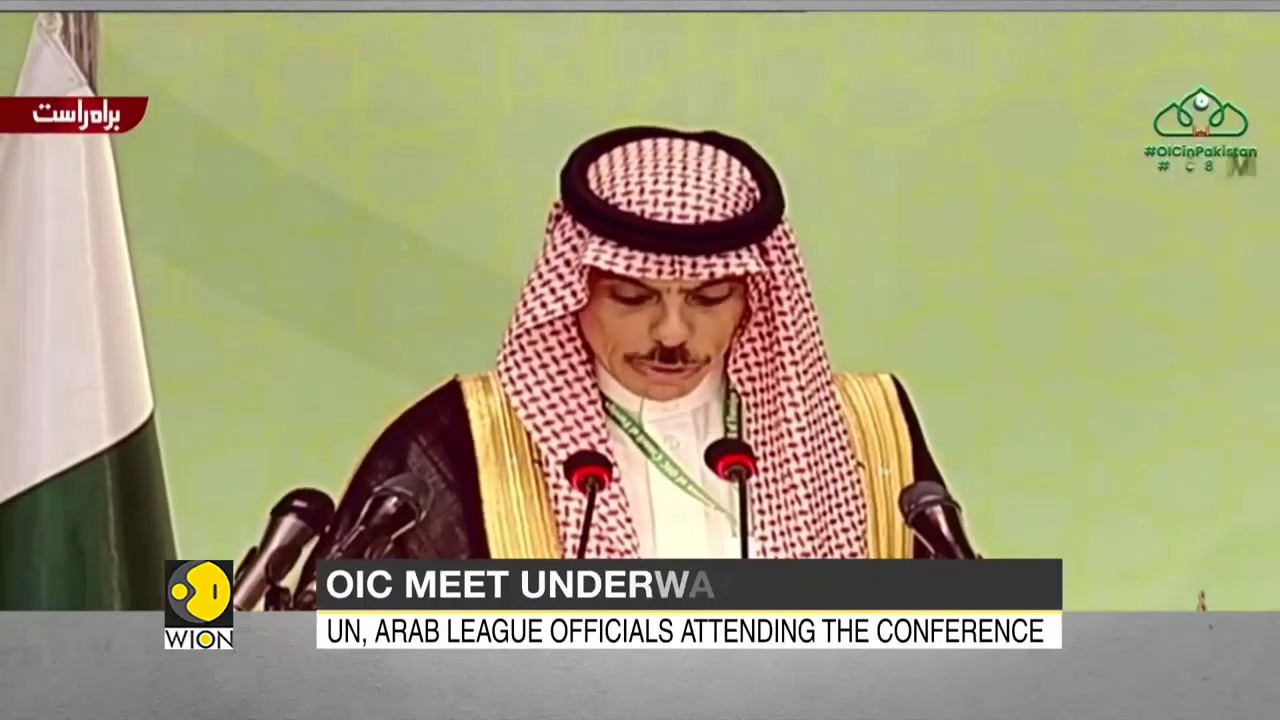 براہ راست
#OICinPakistan
OIC MEET UNDERWA
UN, ARAB LEAGUE OFFICIALS ATTENDING THE CONFERENCE
WION